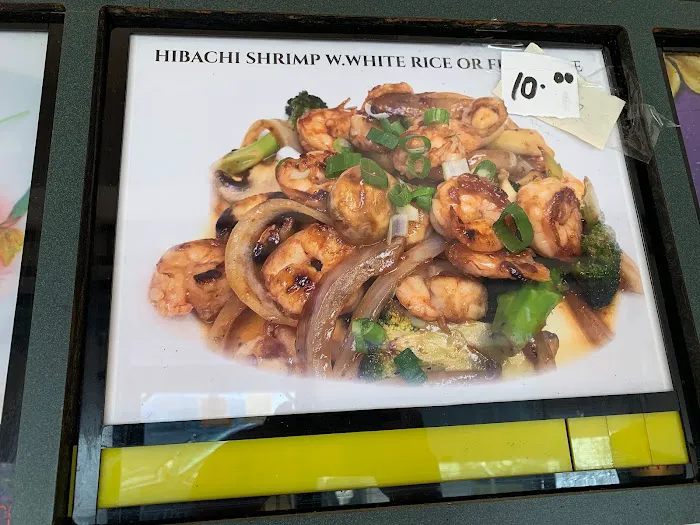 HIBACHI SHRIMP W.WHITE RICE OR
10.00